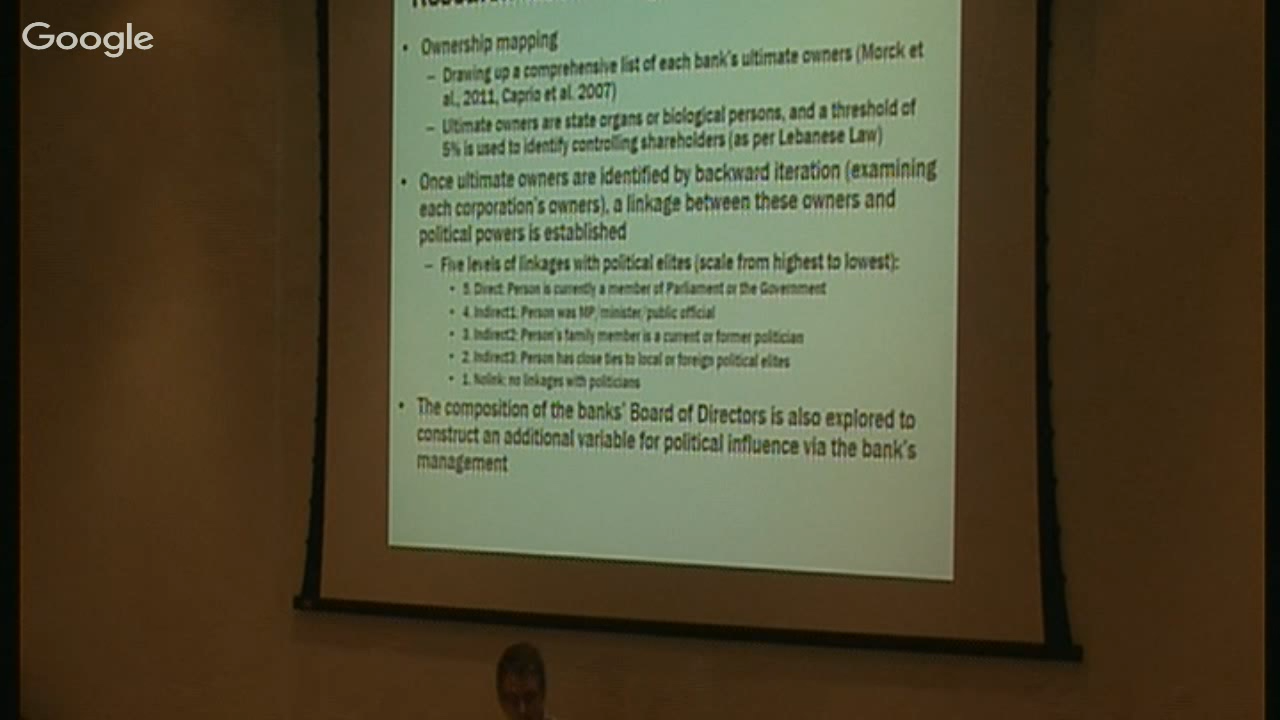 Google
• Ownership mapping
– Drawing up a comprehensive list of each bank's ultimate owners (Morck et
al., 2011, Caprio et al. 2007)
– Ultimate owners are state organs or biological persons, and a threshold of
5% is used to identify controlling shareholders (as per Lebanese Law)
• Once ultimate owners are identified by backward iteration (examining
each corporation's owners), a linkage between these owners and
political powers is established
– Five levels of linkages with political elites (scale from highest to lowest):
• 5. Direct: Person is currently a member of Parliament or the Government
• 4. Indirect1: Person was MP/minister/public official
• 3. Indirect2: Person's family member is a current or former politician
• 2. Indirect3: Person has close ties to local or foreign political elites
• 1. Nolink: no linkages with politicians
• The composition of the banks' Board of Directors is also explored to
construct an additional variable for political influence via the bank's
management